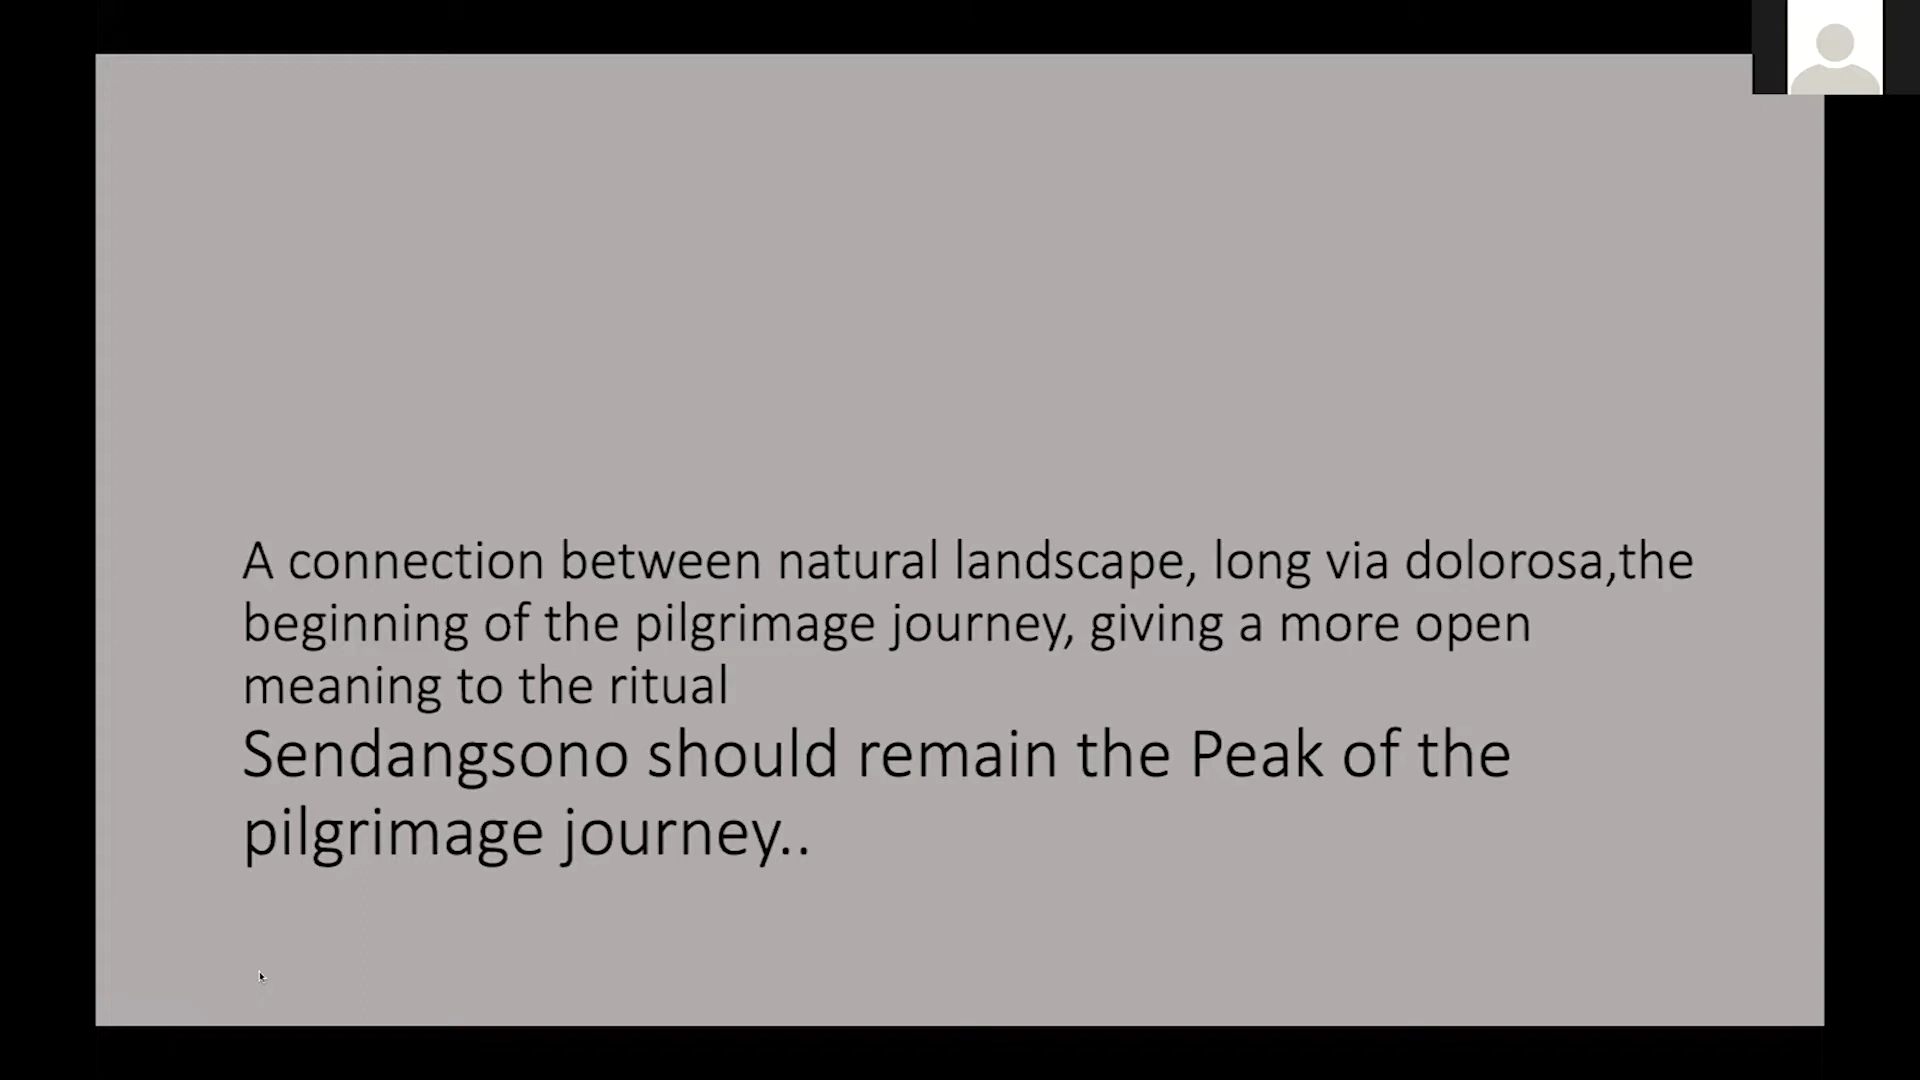 A connection between natural landscape, long via dolorosa,the
beginning of the pilgrimage journey, giving a more open
meaning to the ritual
Sendangsono should remain the Peak of the
pilgrimage journey..